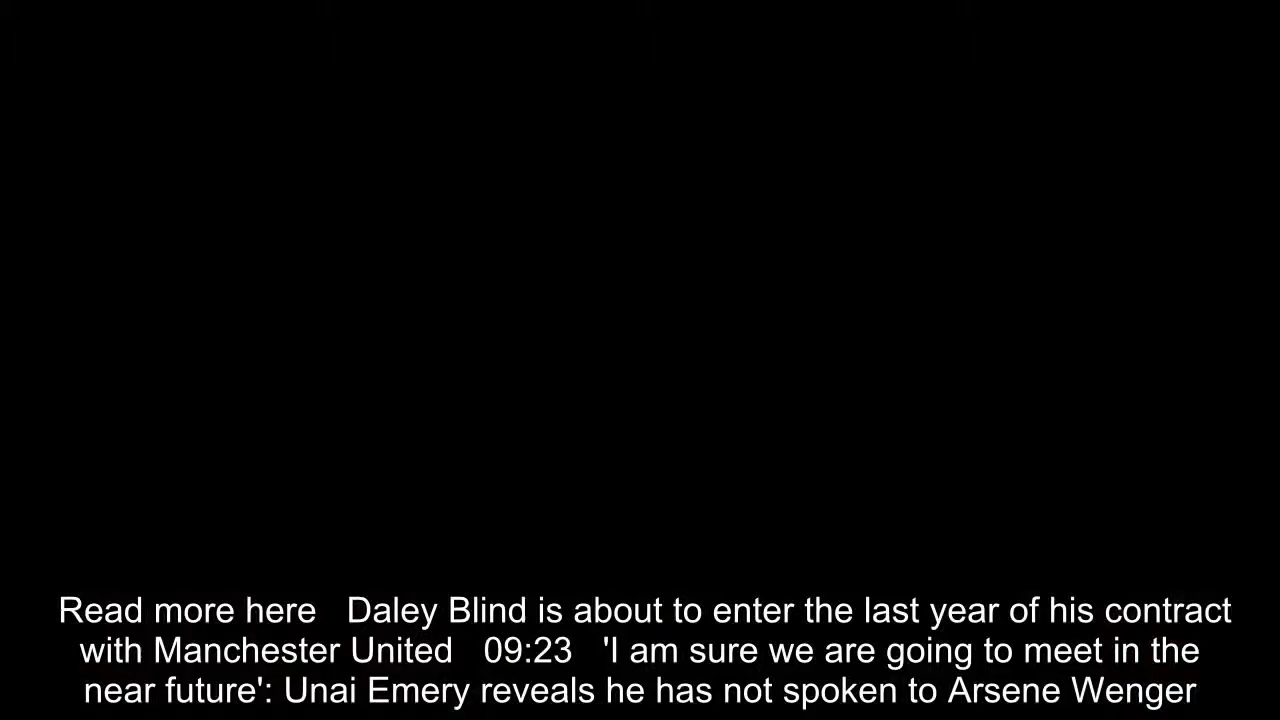 Read more here   Daley Blind is about to enter the last year of his contract
with Manchester United   09:23   'I am sure we are going to meet in the
near future': Unai Emery reveals he has not spoken to Arsene Wenger